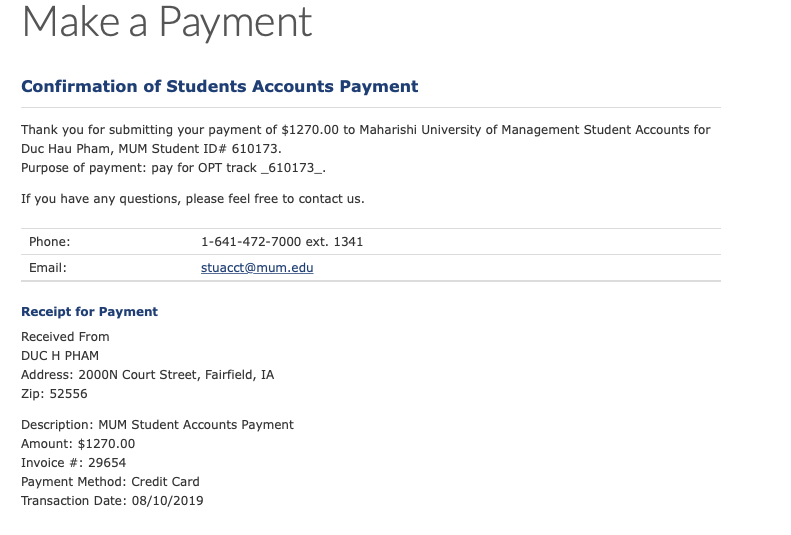 Make a Payment
Confirmation of Students Accounts Payment
Thank you for submitting your payment of $1270.00 to Maharishi University of Management Student Accounts for
Duc Hau Pham, MUM Student ID# 610173.
Purpose of payment: pay for OPT track _610173_.
If you have any questions, please feel free to contact us.
Phone: 1-641-472-7000 ext. 1341
Email: stuacct@mum.edu
Receipt for Payment
Received From
DUC H PHAM
Address: 2000N Court Street, Fairfield, IA
Zip: 52556
Description: MUM Student Accounts Payment
Amount: $1270.00
Invoice #: 29654
Payment Method: Credit Card
Transaction Date: 08/10/2019